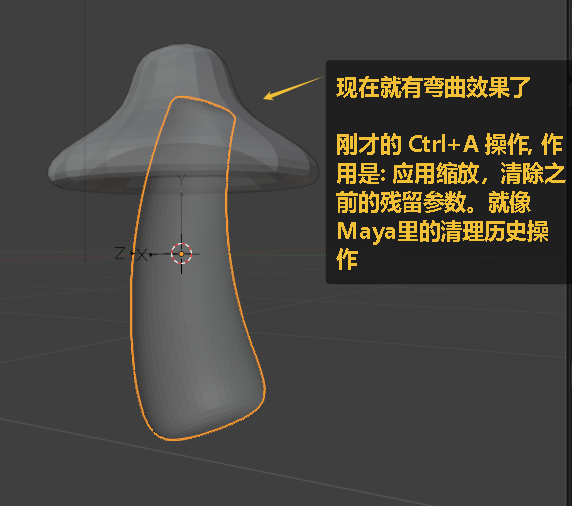 现在就有弯曲效果了
刚才的 Ctrl+A 操作, 作
用是: 应用缩放，清除之
前的残留参数。就像
Maya里的清理历史操
作
Y
Z
X